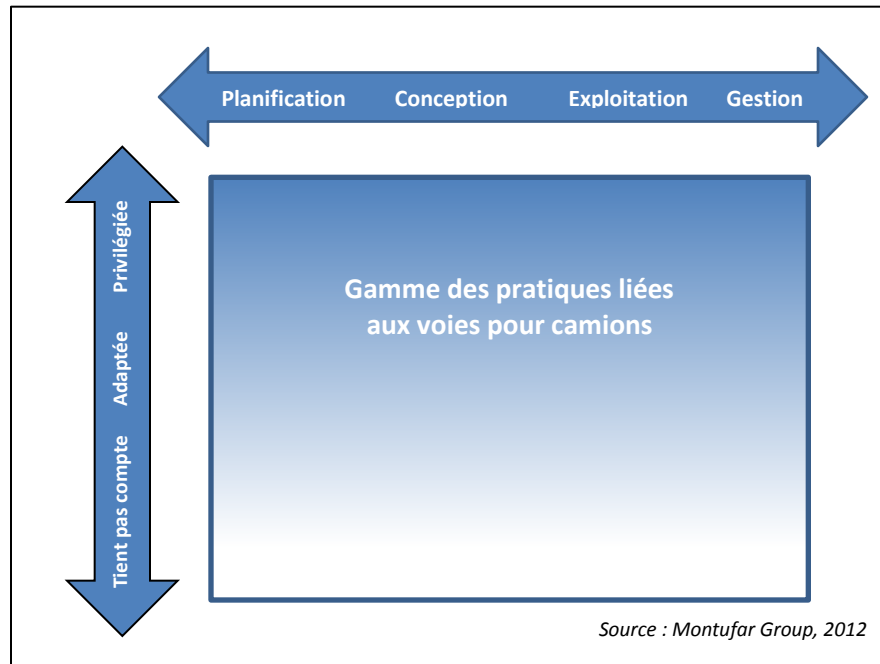 Planification Conception Exploitation Gestion
Privilégiée
Adaptée
Tient pas compte
Gamme des pratiques liées
aux voies pour camions
Source : Montufar Group, 2012